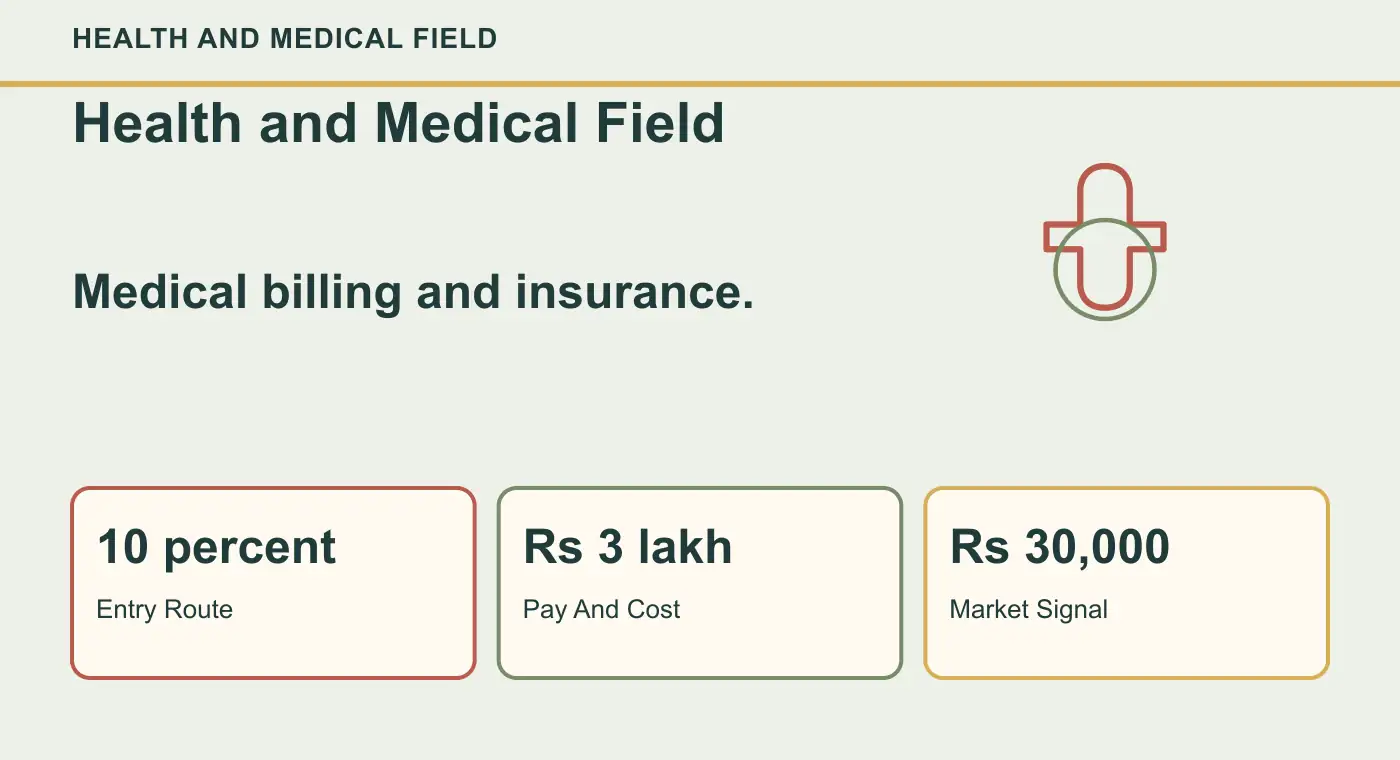 HEALTH AND MEDICAL FIELD
Health and Medical Field
Medical billing and insurance.
10 percent
Entry Route
Rs 3 lakh
Pay And Cost
Rs 30,000
Market Signal